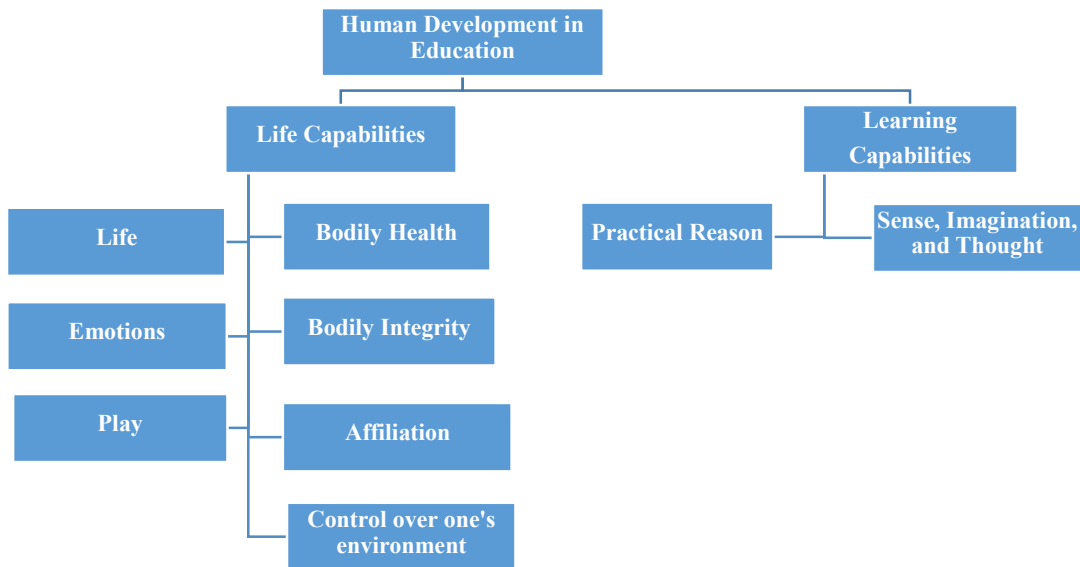 Human Development in
Education
Life Capabilities
Learning
Capabilities
Life
Bodily Health
Practical Reason
Sense, Imagination,
and Thought
Emotions
Bodily Integrity
Play
Affiliation
Control over one's
environment